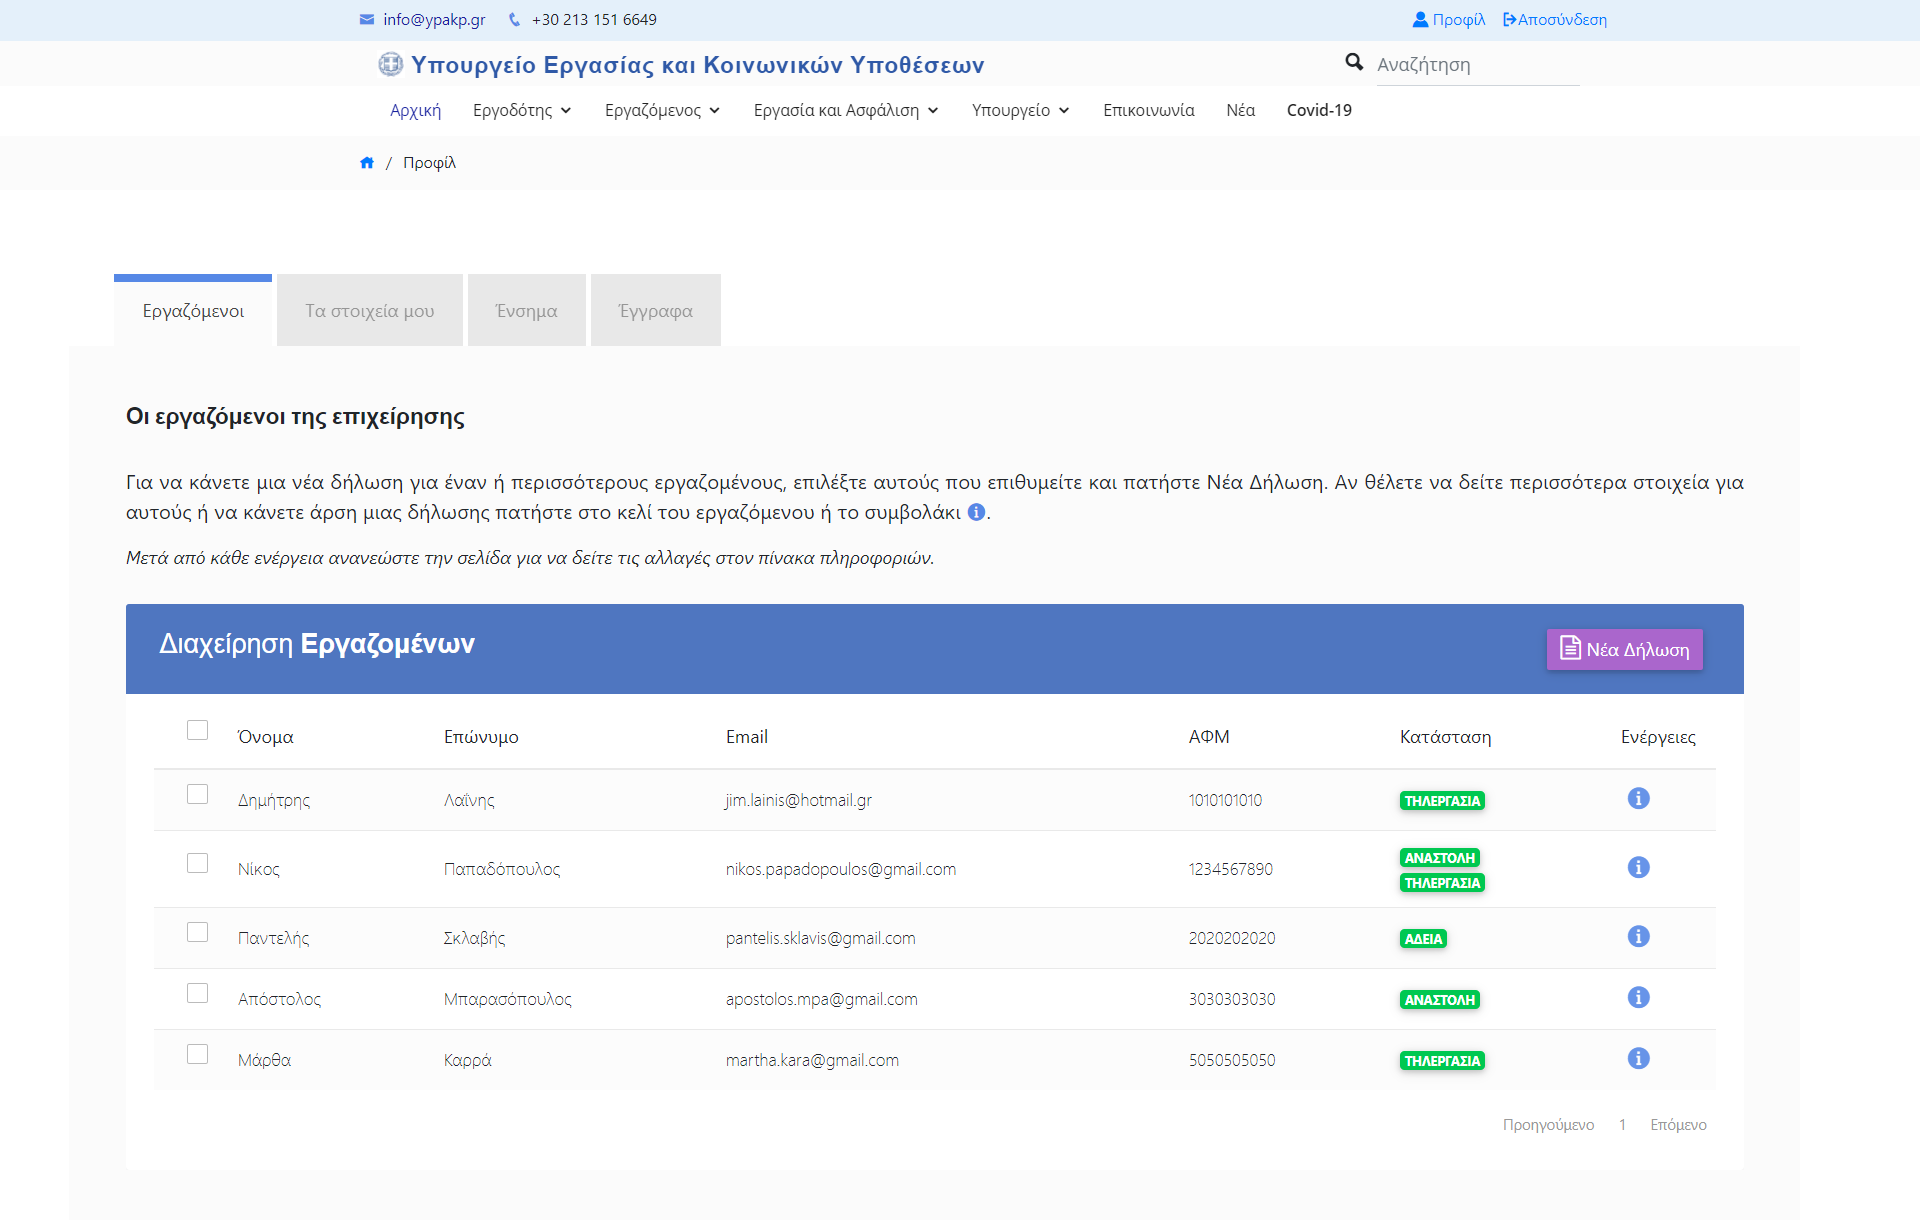 info@ypakp.gr +30 213 151 6649 Προφίλ Αποσύνδεση
Υπουργείο Εργασίας και Κοινωνικών Υποθέσεων Αναζήτηση
Αρχική Εργοδότης Εργαζόμενος Εργασία και Ασφάλιση Υπουργείο Επικοινωνία Νέα Covid-19
/ Προφίλ
Εργαζόμενοι Τα στοιχεία μου Ένσημα Έγγραφα
Οι εργαζόμενοι της επιχείρησης
Για να κάνετε μια νέα δήλωση για έναν ή περισσότερους εργαζομένους, επιλέξτε αυτούς που επιθυμείτε και πατήστε Νέα Δήλωση. Αν θέλετε να δείτε περισσότερα στοιχεία για
αυτούς ή να κάνετε άρση μιας δήλωσης πατήστε στο κελί του εργαζόμενου ή το συμβολάκι .
Μετά από κάθε ενέργεια ανανεώστε την σελίδα για να δείτε τις αλλαγές στον πίνακα πληροφοριών.
Διαχείρηση Εργαζομένων Νέα Δήλωση
Όνομα Επώνυμο Email ΑΦΜ Κατάσταση Ενέργειες
Δημήτρης Λαΐνης jim.lainis@hotmail.gr 1010101010 ΤΗΛΕΡΓΑΣΙΑ
Νίκος Παπαδόπουλος nikos.papadopoulos@gmail.com 1234567890 ΑΝΑΣΤΟΛΗ
ΤΗΛΕΡΓΑΣΙΑ
Παντελής Σκλαβής pantelis.sklavis@gmail.com 2020202020 ΑΔΕΙΑ
Απόστολος Μπαρασόπουλος apostolos.mpa@gmail.com 3030303030 ΑΝΑΣΤΟΛΗ
Μάρθα Καρρά martha.kara@gmail.com 5050505050 ΤΗΛΕΡΓΑΣΙΑ
Προηγούμενο 1 Επόμενο